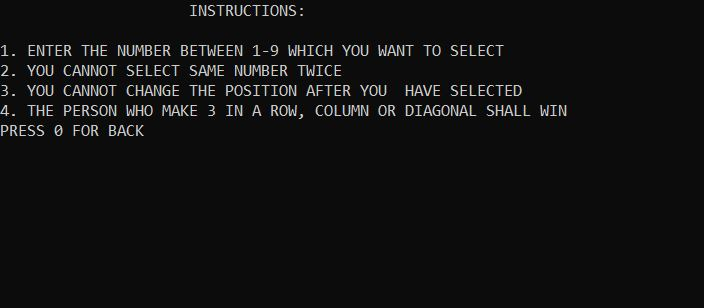 INSTRUCTIONS:
1. ENTER THE NUMBER BETWEEN 1-9 WHICH YOU WANT TO SELECT
2. YOU CANNOT SELECT SAME NUMBER TWICE
3. YOU CANNOT CHANGE THE POSITION AFTER YOU  HAVE SELECTED
4. THE PERSON WHO MAKE 3 IN A ROW, COLUMN OR DIAGONAL SHALL WIN
PRESS 0 FOR BACK